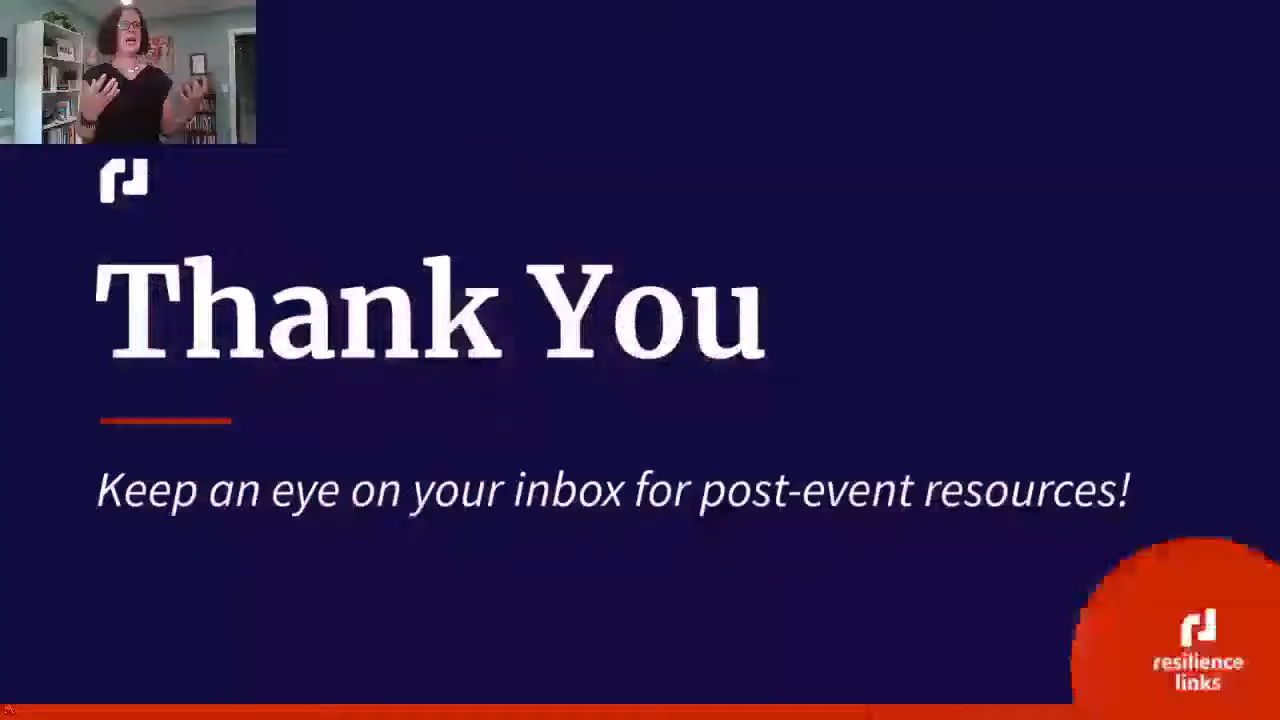 Thank You
Keep an eye on your inbox for post-event resources!
resilience
links